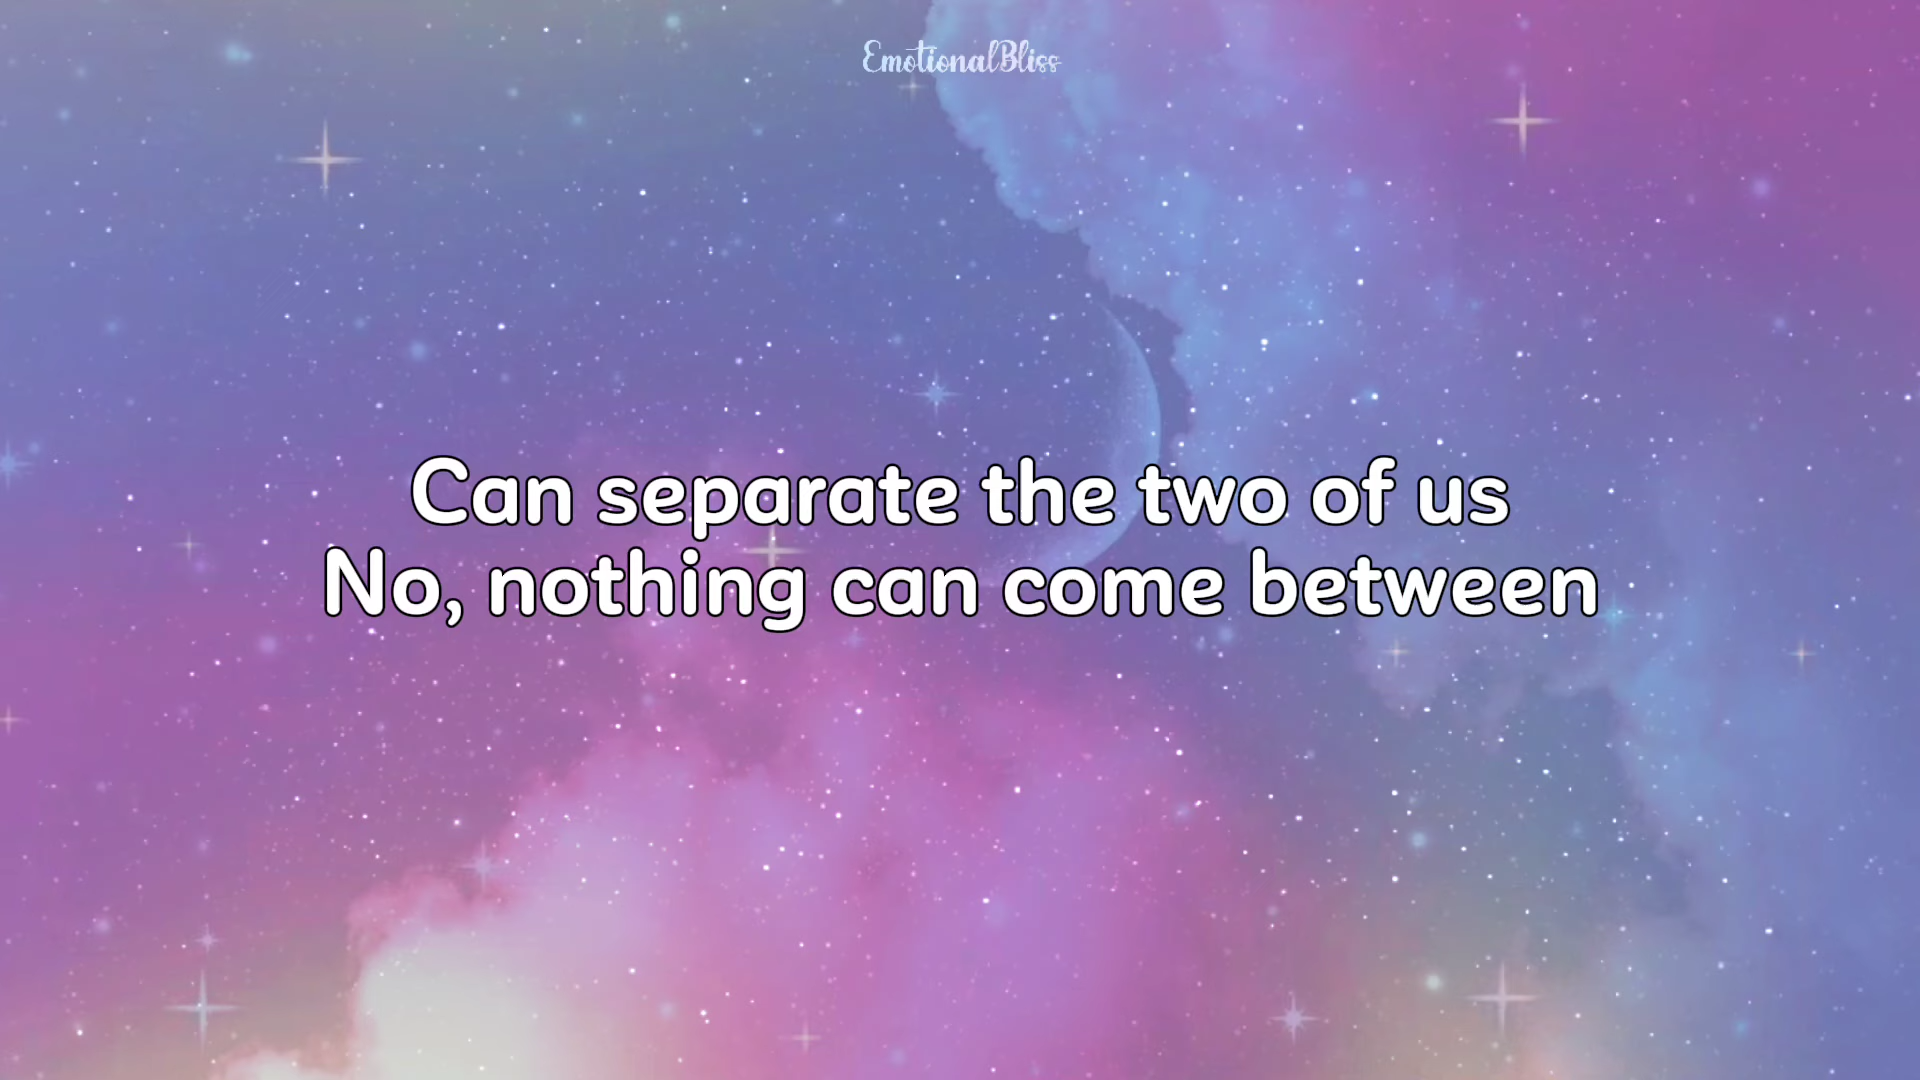 EmotionalBliss
Can separate the two of us
No, nothing can come between